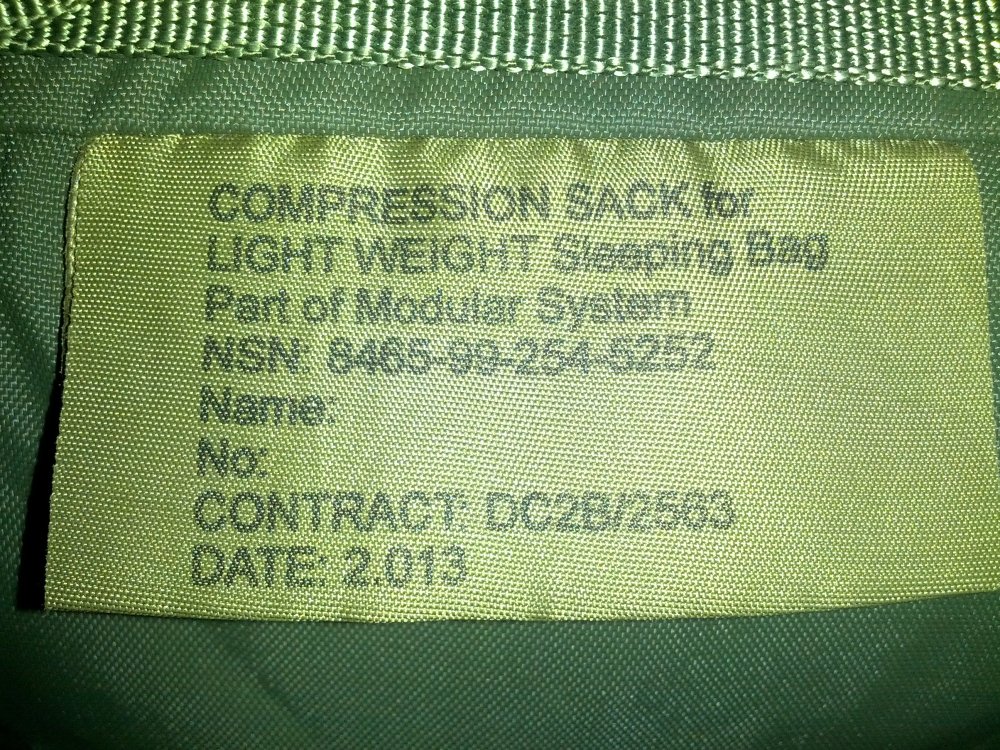 COMPRESSION SACK for
LIGHT WEIGHT Sleeping Bag
Part of Modular System
NSN: 8465-99-254-5252
Name:
No:
CONTRACT: DC2B/2563
DATE: 2.013